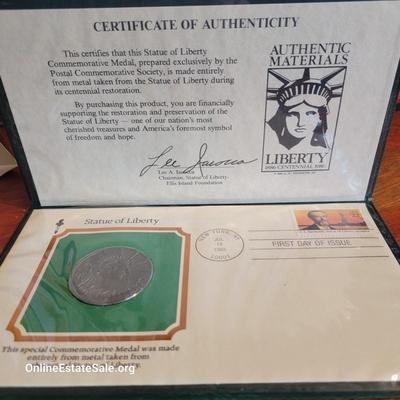 CERTIFICATE OF AUTHENTICITY
This certifies that this Statue of Liberty
Commemorative Medal, prepared exclusively by the
Postal Commemorative Society, is made entirely
from metal taken from the Statue of Liberty during
its centennial restoration.
By purchasing this product, you are financially
supporting the restoration and preservation of the
Statue of Liberty — one of our nation's most
cherished treasures and America's foremost symbol
of freedom and hope.
Lee A. Iacocca
Chairman, Statue of Liberty-
Ellis Island Foundation
AUTHENTIC
MATERIALS
LIBERTY
1886 CENTENNIAL 1986
Statue of Liberty
NEW YORK, NY
JUL
1985
10001
FIRST DAY OF ISSUE
This special Commemorative Medal was made
entirely from metal taken from
Liberty.
OnlineEstateSale.org